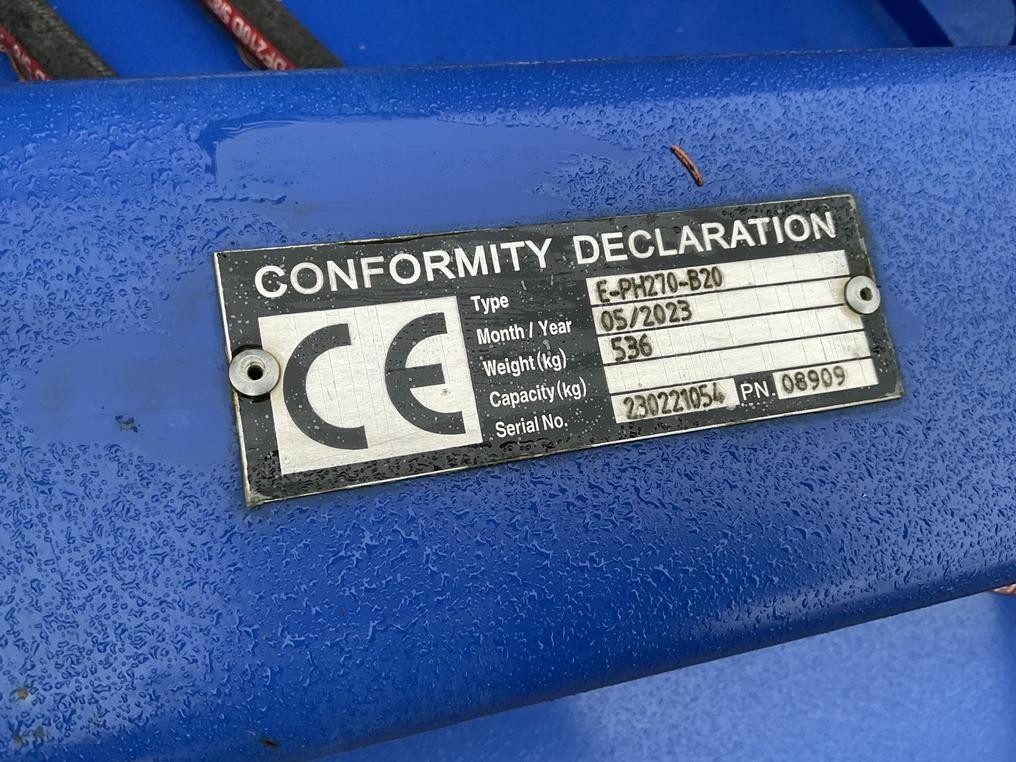 CONFORMITY DECLARATION
CE
Type E-PH270-B20
Month / Year 05/2023
Weight (kg) 536
Capacity (kg)
Serial No. 230221054 PN. 08909